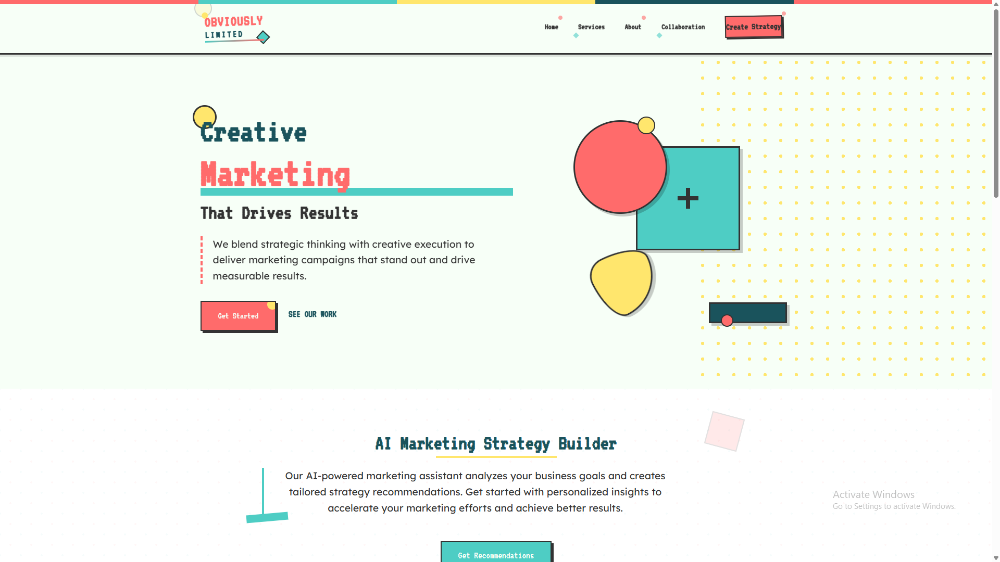 OBVIOUSLY
LIMITED
Home
Services
About
Collaboration
Create Strategy
Creative
Marketing
That Drives Results
We blend strategic thinking with creative execution to
deliver marketing campaigns that stand out and drive
measurable results.
Get Started
SEE OUR WORK
AI Marketing Strategy Builder
Our AI-powered marketing assistant analyzes your business goals and creates
tailored strategy recommendations. Get started with personalized insights to
accelerate your marketing efforts and achieve better results.
Activate Windows
Go to Settings to activate Windows.
Get Recommendations